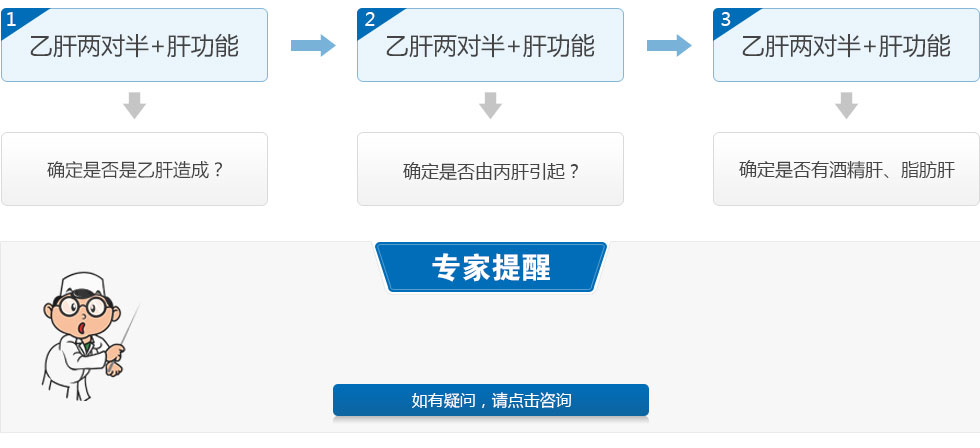 1
乙肝两对半+肝功能
2
乙肝两对半+肝功能
3
乙肝两对半+肝功能
确定是否是乙肝造成？
确定是否由丙肝引起？
确定是否有酒精肝、脂肪肝
专家提醒
如有疑问，请点击咨询